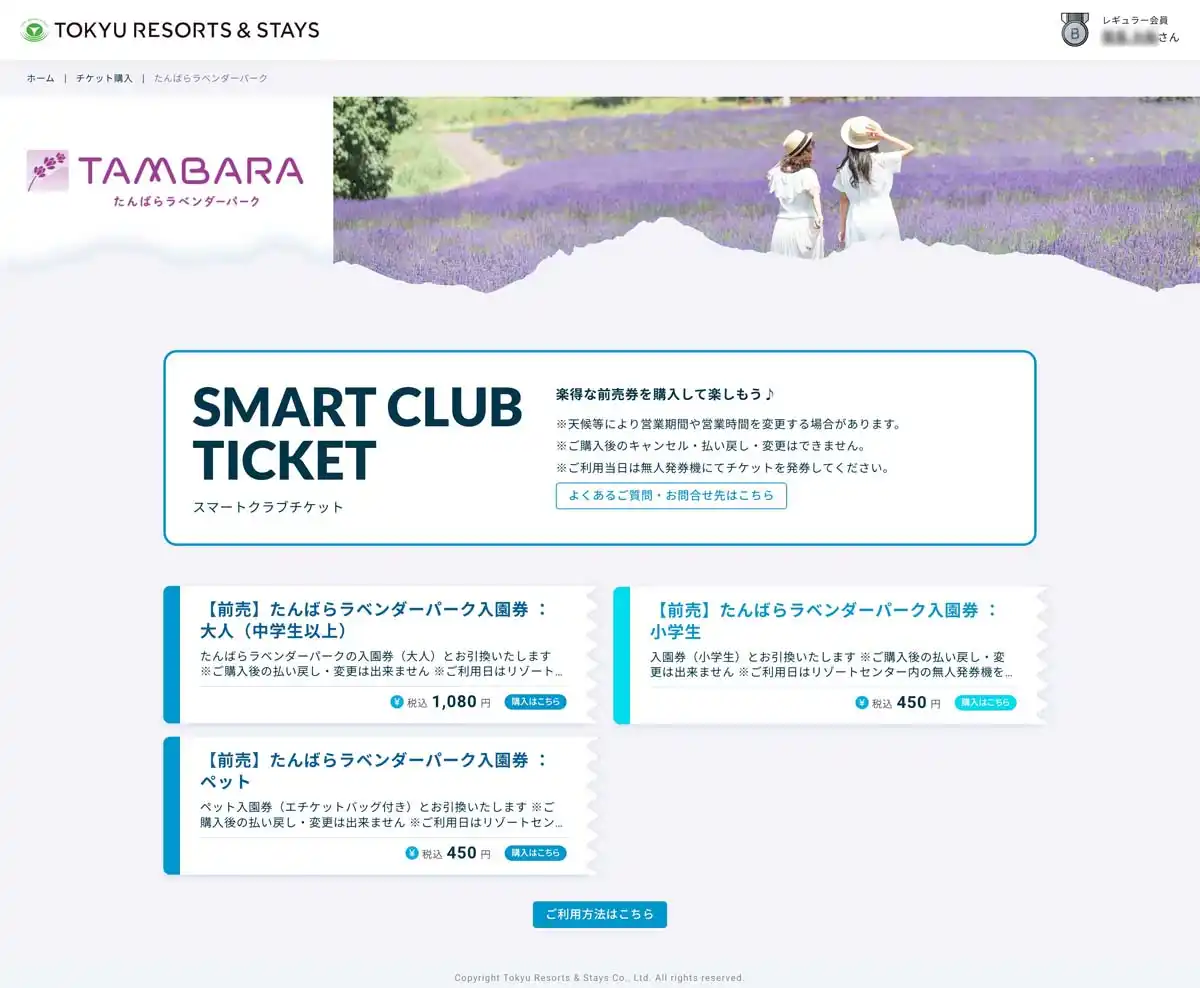 TOKYU RESORTS & STAYS
レギュラー会員
さん
ホーム | チケット購入 | たんばらラベンダーパーク
TAMBARA
たんばらラベンダーパーク
SMART CLUB
TICKET
スマートクラブチケット
楽得な前売券を購入して楽しもう♪
※天候等により営業期間や営業時間を変更する場合があります。
※ご購入後のキャンセル・払い戻し・変更はできません。
※ご利用当日は無人発券機にてチケットを発券してください。
よくあるご質問・お問合せ先はこちら
【前売】たんばらラベンダーパーク入園券 :
大人（中学生以上）
たんばらラベンダーパークの入園券（大人）とお引換いたします
※ご購入後の払い戻し・変更は出来ません ※ご利用日はリゾート...
¥ 税込 1,080 円 購入はこちら
【前売】たんばらラベンダーパーク入園券 :
小学生
入園券（小学生）とお引換いたします ※ご購入後の払い戻し・変
更は出来ません ※ご利用日はリゾートセンター内の無人発券機を...
¥ 税込 450 円 購入はこちら
【前売】たんばらラベンダーパーク入園券 :
ペット
ペット入園券（エチケットバッグ付き）とお引換いたします ※ご
購入後の払い戻し・変更は出来ません ※ご利用日はリゾートセン...
¥ 税込 450 円 購入はこちら
ご利用方法はこちら
Copyright Tokyu Resorts & Stays Co., Ltd. All rights reserved.